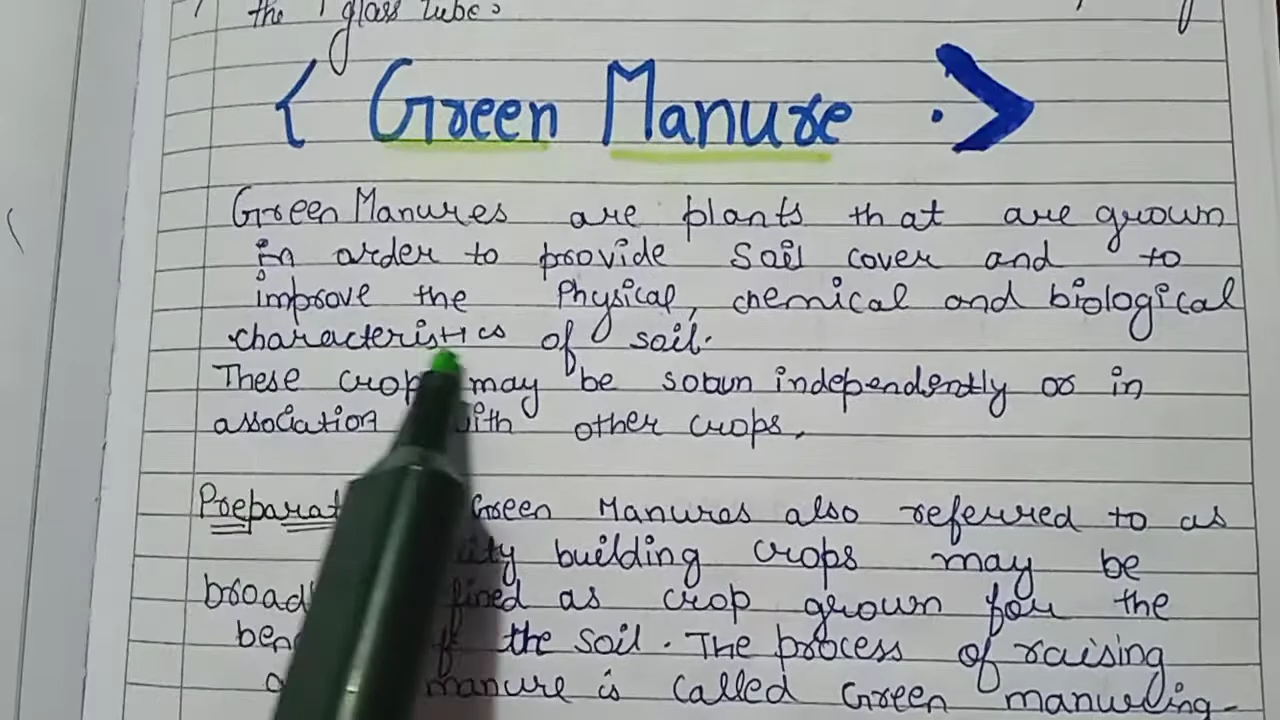 the glass tube.
Green Manure
Green Manures are plants that are grown
in order to provide soil cover and to
improve the Physical, chemical and biological
characteristics of soil.
These crop may be sown independently or in
association with other crops.
Green Manures also referred to as
building crops may be
as crop grown for the
the soil. The process of raising
manure is called Green manuring-